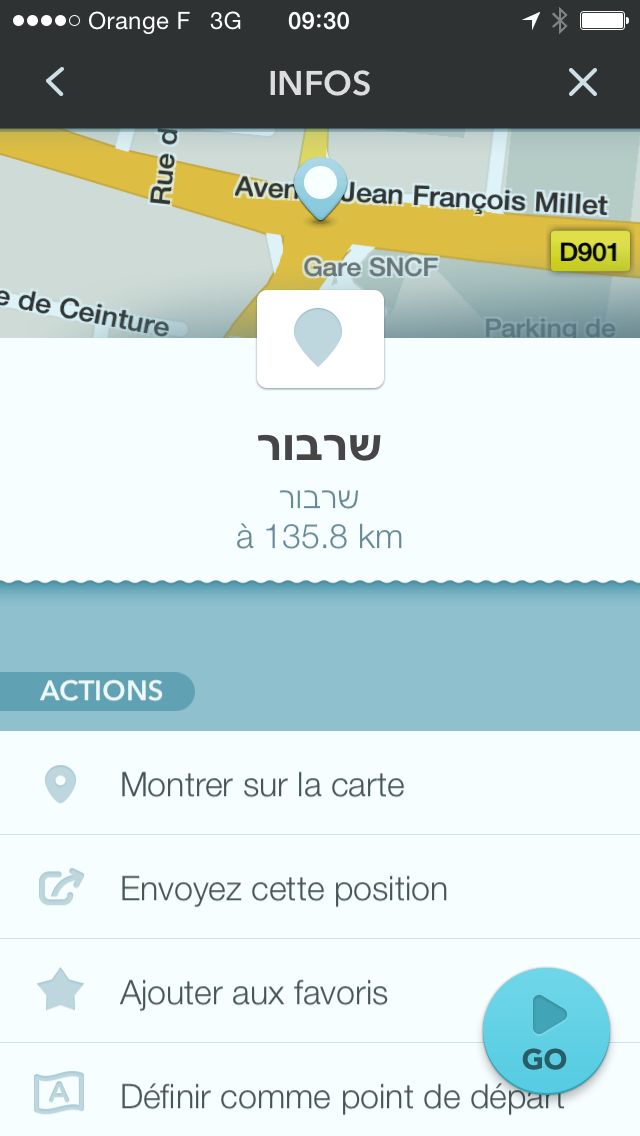 Orange F 3G 09:30
INFOS
Rue d
Aven Jean François Millet
D901
Gare SNCF
e de Ceinture
Parking de
שרבור
שרבור
à 135.8 km
ACTIONS
Montrer sur la carte
Envoyez cette position
Ajouter aux favoris
GO
A
Définir comme point de départ